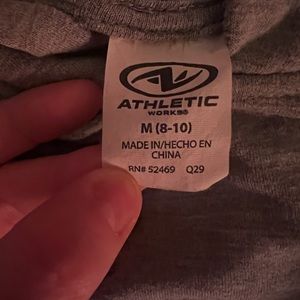 ATHLETIC
WORKS®
M (8-10)
MADE IN/HECHO EN
CHINA
RN# 52469 Q29